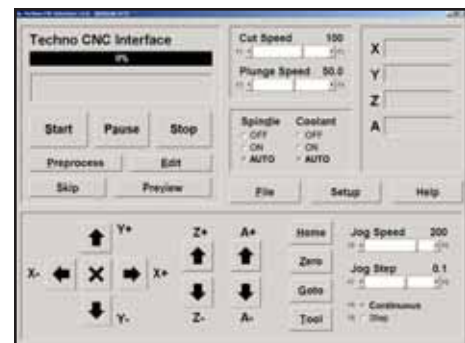 Techno CNC Interface
0%
Start Pause Stop
Preprocess Edit
Skip Preview
Cut Speed 100
Plunge Speed 50.0
Spindle Coolant
OFF OFF
ON ON
AUTO AUTO
X
Y
Z
A
File Setup Help
Y+
X- X+
Y-
Z+ A+
Z- A-
Home
Zero
Goto
Tool
Jog Speed 200
Jog Step 0.1
Continuous
Step